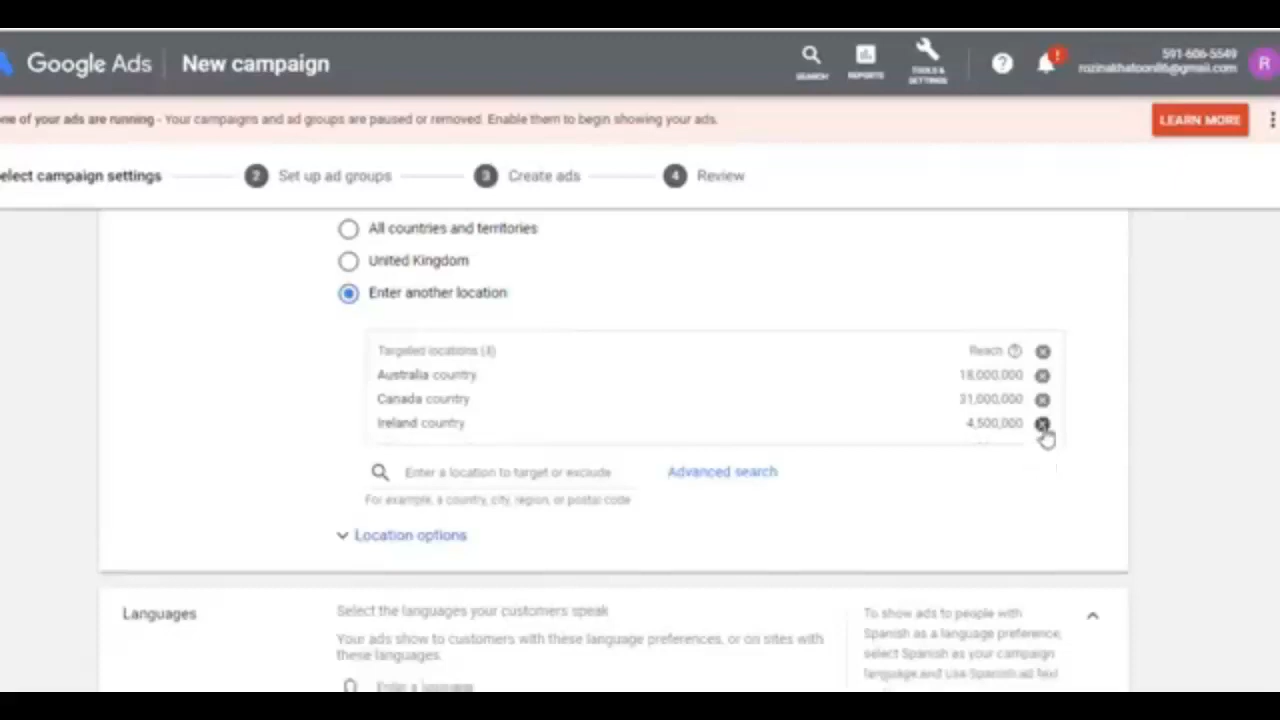 Google Ads
New campaign
SEARCH
REPORTS
TOOLS &
SETTINGS
591-606-5549
one of your ads are running - Your campaigns and ad groups are paused or removed. Enable them to begin showing your ads.
LEARN MORE
elect campaign settings
2 Set up ad groups
3 Create ads
4 Review
R
All countries and territories
United Kingdom
Enter another location
Targeted locations Reach
Australia country 18,000,000
Canada country 31,000,000
Ireland country 4,500,000
Enter a location to target or exclude Advanced search
For example, a country, city, region, or postal code
Location options
Languages
Select the languages your customers speak
Your ads show to customers with these language preferences, or on sites with
these languages.
To show ads to people with
Spanish as a language preference,
select Spanish as your campaign
language and use Spanish ad text
Enter a language